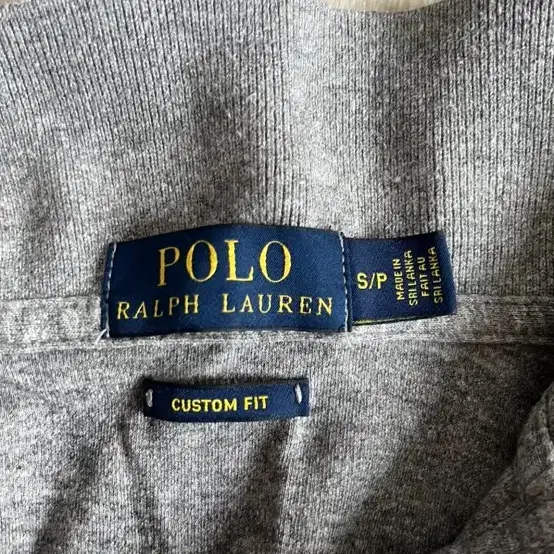 POLO
RALPH LAUREN
S/P
MADE IN
SRI LANKA
FAIT AU
SRI LANKA
CUSTOM FIT